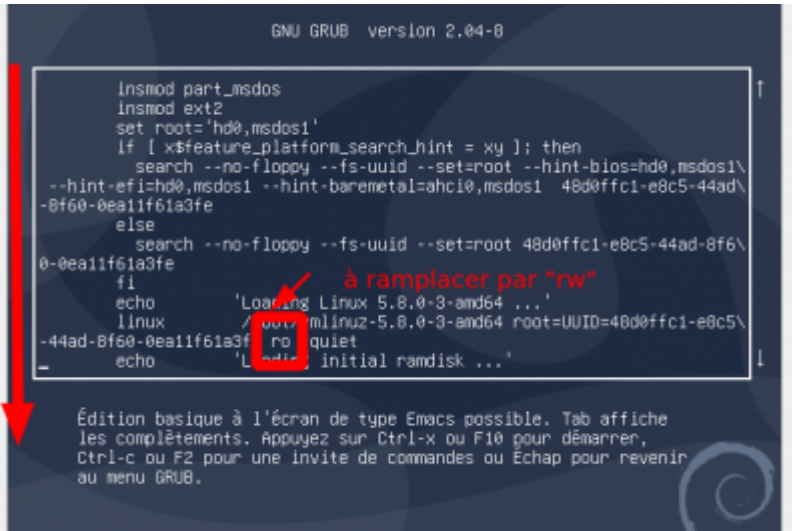 GNU GRUB version 2.04-8
insmod part_msdos
insmod ext2
set root='hd0,msdos1'
if [ x$feature_platform_search_hint = xy ]; then
search --no-floppy --fs-uuid --set=root --hint-bios=hd0,msdos1\
--hint-efi=hd0,msdos1 --hint-baremetal=ahci0,msdos1 48d0ffc1-e8c5-44ad\
-8f60-0ea11f61a3fe
else
search --no-floppy --fs-uuid --set=root 48d0ffc1-e8c5-44ad-8f6\
0-0ea11f61a3fe
fi
à ramplacer par "rw"
echo 'Loading Linux 5.8.0-3-amd64 ...'
linux /boot/vmlinuz-5.8.0-3-amd64 root=UUID=48d0ffc1-e8c5\
-44ad-8f60-0ea11f61a3fe ro quiet
echo 'Loading initial ramdisk ...'
Édition basique à l'écran de type Emacs possible. Tab affiche
les complètements. Appuyez sur Ctrl-x ou F10 pour démarrer,
Ctrl-c ou F2 pour une invite de commandes ou Échap pour revenir
au menu GRUB.